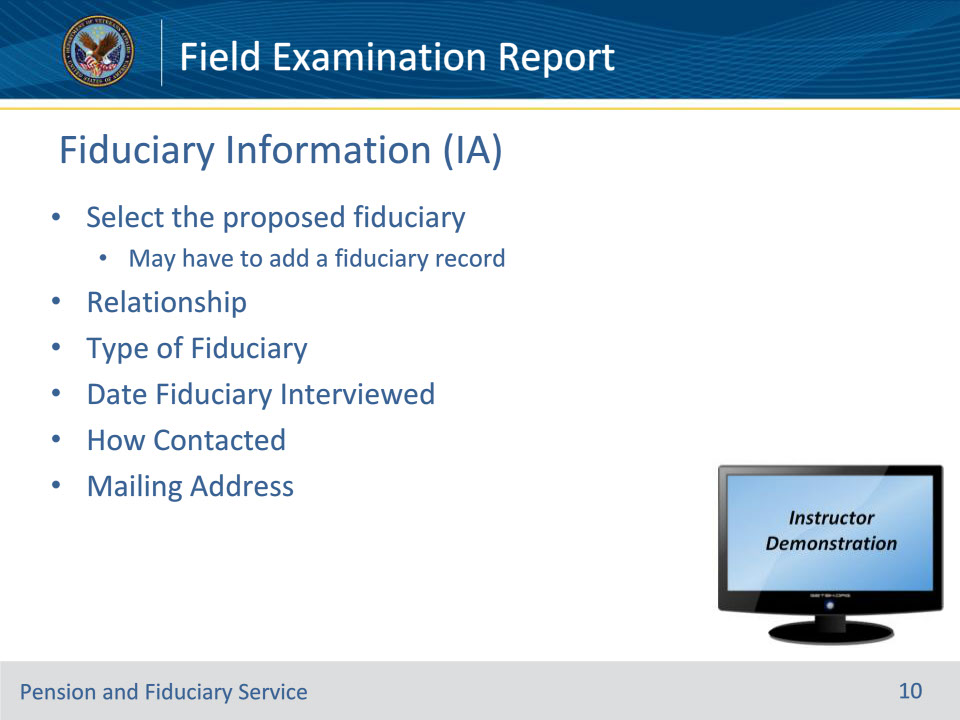 Field Examination Report
Fiduciary Information (IA)
• Select the proposed fiduciary
• May have to add a fiduciary record
• Relationship
• Type of Fiduciary
• Date Fiduciary Interviewed
• How Contacted
• Mailing Address
Instructor
Demonstration
Pension and Fiduciary Service
10